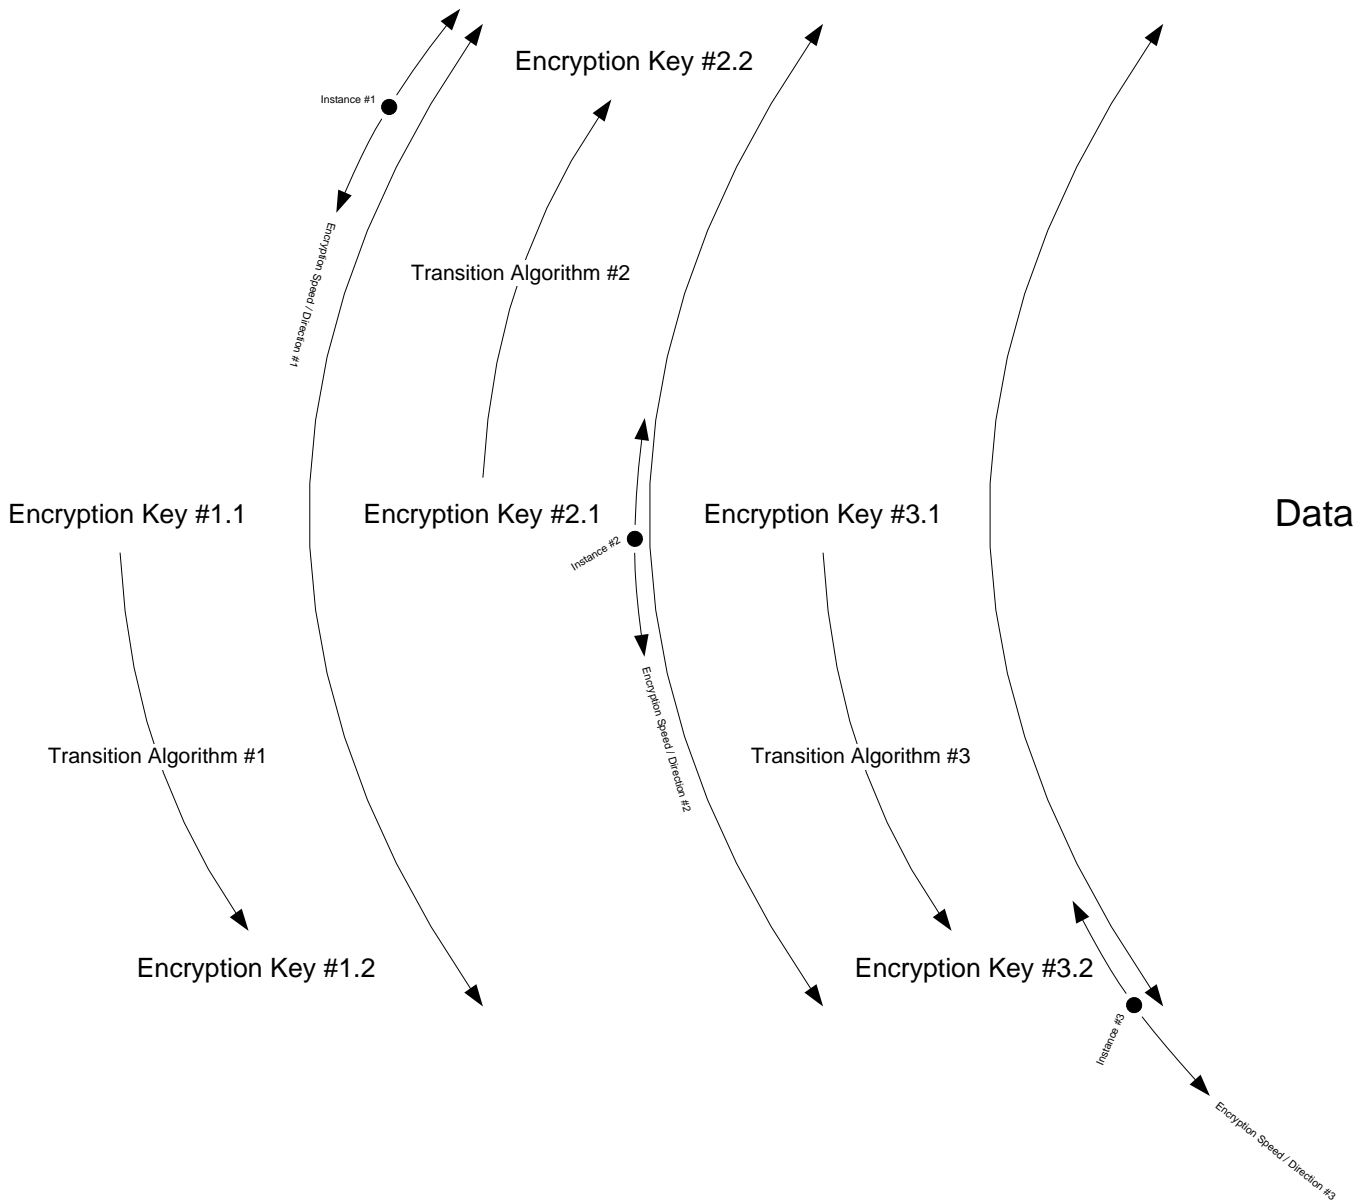 Encryption Key #2.2
Instance #1
Encryption Speed / Direction #1
Transition Algorithm #2
Encryption Key #1.1
Encryption Key #2.1
Encryption Key #3.1
Data
Instance #2
Encryption Speed / Direction #2
Transition Algorithm #1
Transition Algorithm #3
Encryption Key #1.2
Encryption Key #3.2
Instance #3
Encryption Speed / Direction #3